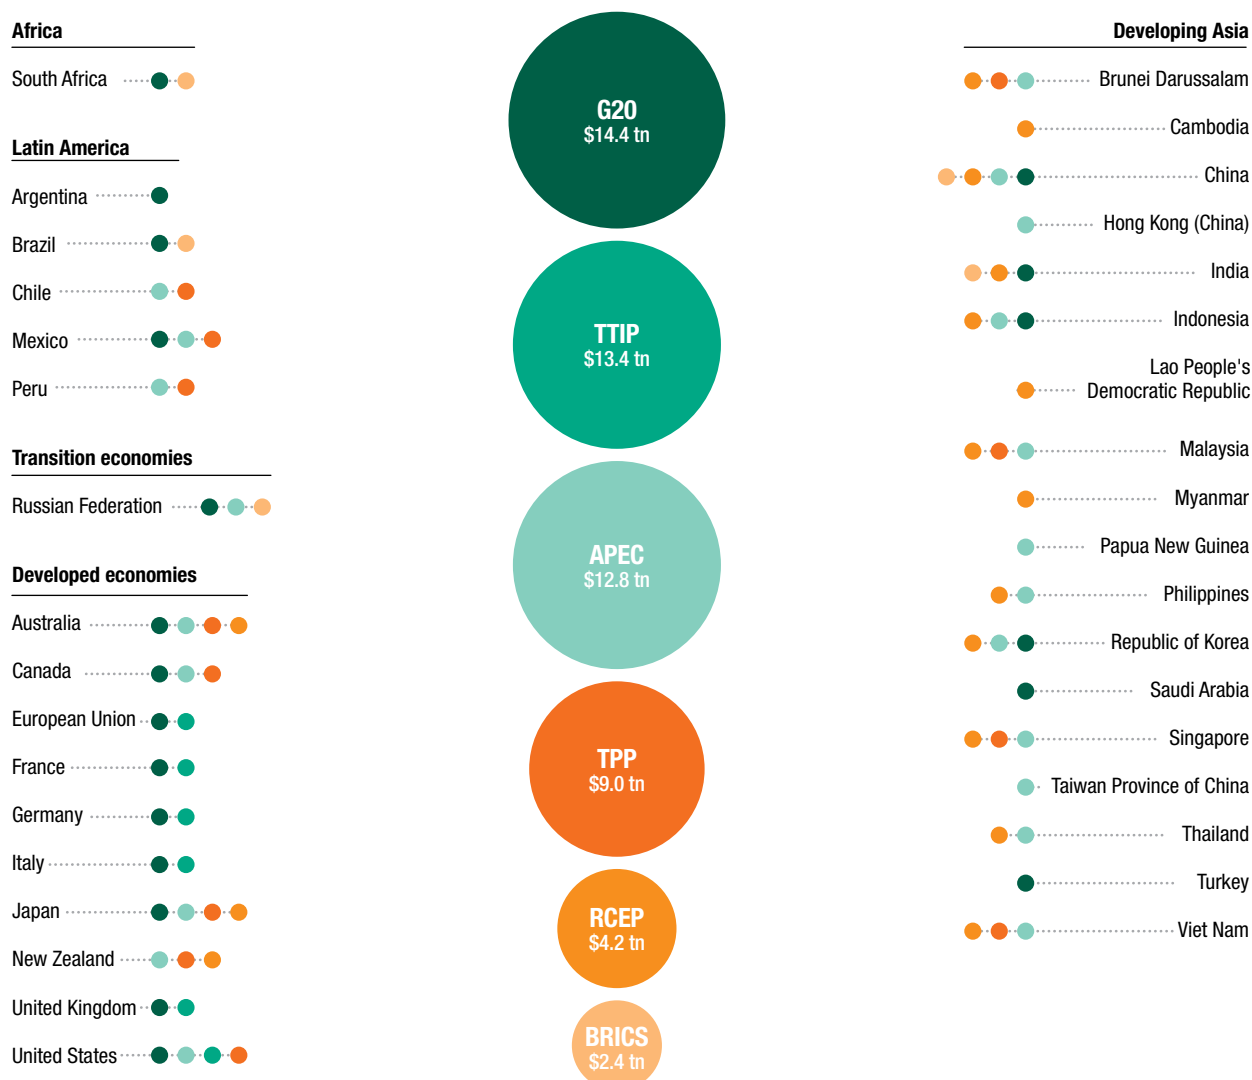 Africa
South Africa
Latin America
Argentina
Brazil
Chile
Mexico
Peru
Transition economies
Russian Federation
Developed economies
Australia
Canada
European Union
France
Germany
Italy
Japan
New Zealand
United Kingdom
United States
G20
$14.4 tn
TTIP
$13.4 tn
APEC
$12.8 tn
TPP
$9.0 tn
RCEP
$4.2 tn
BRICS
$2.4 tn
Developing Asia
Brunei Darussalam
Cambodia
China
Hong Kong (China)
India
Indonesia
Lao People's
Democratic Republic
Malaysia
Myanmar
Papua New Guinea
Philippines
Republic of Korea
Saudi Arabia
Singapore
Taiwan Province of China
Thailand
Turkey
Viet Nam